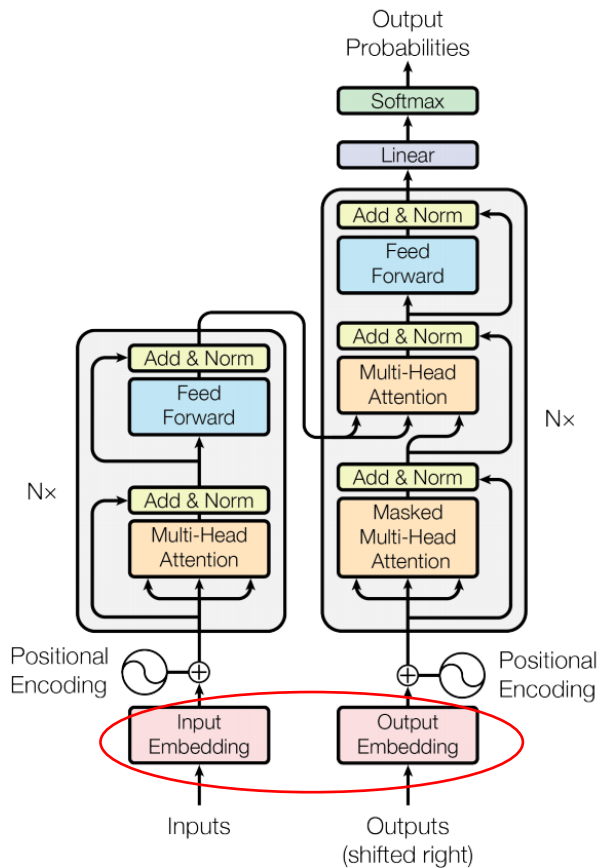 Output
Probabilities
Softmax
Linear
Add & Norm
Feed
Forward
Add & Norm
Multi-Head
Attention
Add & Norm
Masked
Multi-Head
Attention
Nx
Add & Norm
Feed
Forward
Add & Norm
Multi-Head
Attention
Nx
Positional
Encoding
Positional
Encoding
Input
Embedding
Output
Embedding
Inputs
Outputs
(shifted right)